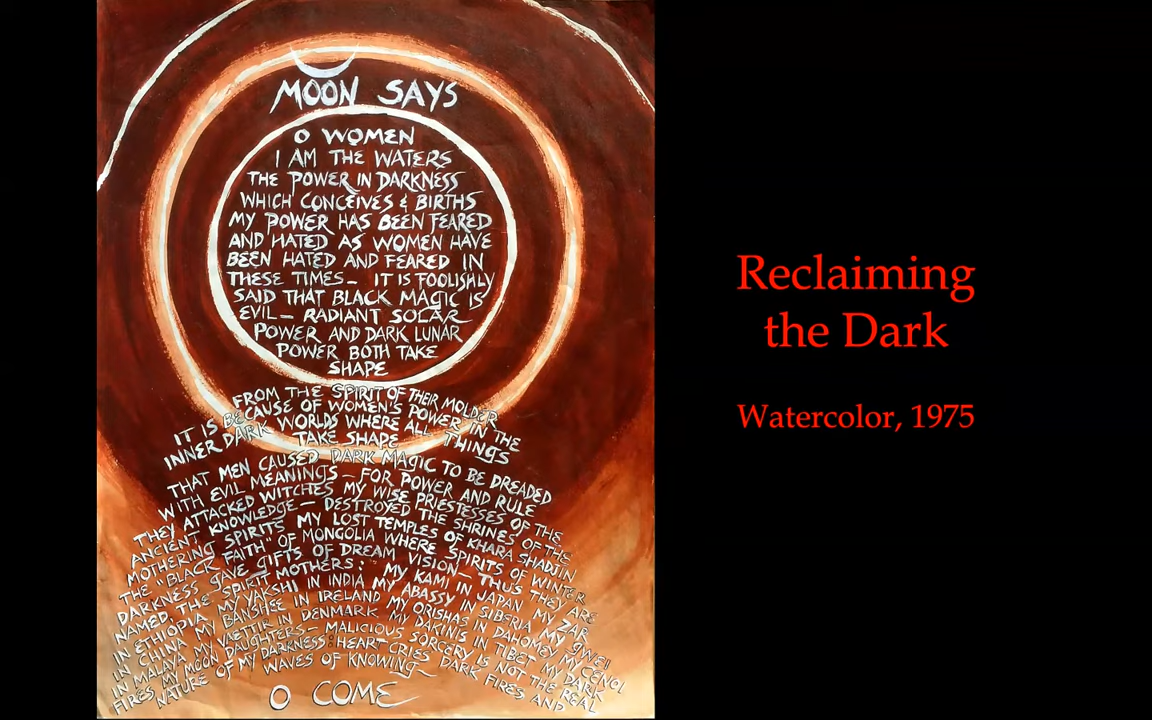 MOON SAYS
O WOMEN
I AM THE WATERS
THE POWER IN DARKNESS
WHICH CONCEIVES & BIRTHS
MY POWER HAS BEEN FEARED
AND HATED AS WOMEN HAVE
BEEN HATED AND FEARED IN
THESE TIMES – IT IS FOOLISHLY
SAID THAT BLACK MAGIC IS
EVIL – RADIANT SOLAR
POWER AND DARK LUNAR
POWER BOTH TAKE
SHAPE
FROM THE SPIRIT OF THEIR MOLDER
IT IS BECAUSE OF WOMEN'S POWER IN THE
INNER DARK WORLDS WHERE ALL THINGS
TAKE SHAPE
THAT MEN CAUSED DARK MAGIC TO BE DREADED
WITH EVIL MEANINGS – FOR POWER AND RULE
THEY ATTACKED WITCHES MY WISE PRIESTESSES OF THE
ANCIENT KNOWLEDGE – DESTROYED THE SHRINES OF THE
MOTHERING SPIRITS MY LOST TEMPLES OF KHARA SHADJIN
THE "BLACK FAITH" OF MONGOLIA WHERE SPIRITS OF WINTER
DARKNESS GAVE GIFTS OF DREAM VISION – THUS THEY ARE
NAMED THE SPIRIT MOTHERS: MY KAMI IN JAPAN MY ZAR
IN ETHIOPIA MY YAKSHI IN INDIA MY ABASSY IN SIBERIA MY GWEI
IN CHINA MY BANSHEE IN IRELAND MY ORISHAS IN DAHOMEY MY CENOI
IN MALAYA MY VAETTIR IN DENMARK MY DAKINIS IN TIBET MY DARK
FIRES, MY MOON DAUGHTERS – MALICIOUS SORCERY IS NOT THE REAL
NATURE OF MY DARKNESS: HEART CRIES DARK FIRES AND
WAVES OF KNOWING
O COME
Reclaiming
the Dark
Watercolor, 1975